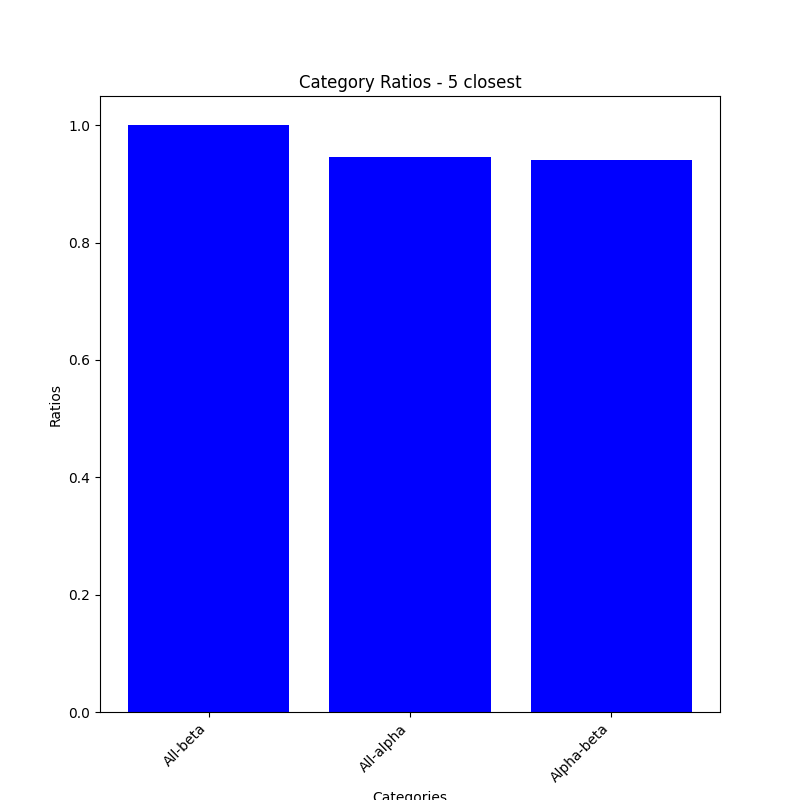 Category Ratios - 5 closest
1.0
0.8
0.6
0.4
0.2
0.0
Ratios
All-beta
All-alpha
Alpha-beta
Categories